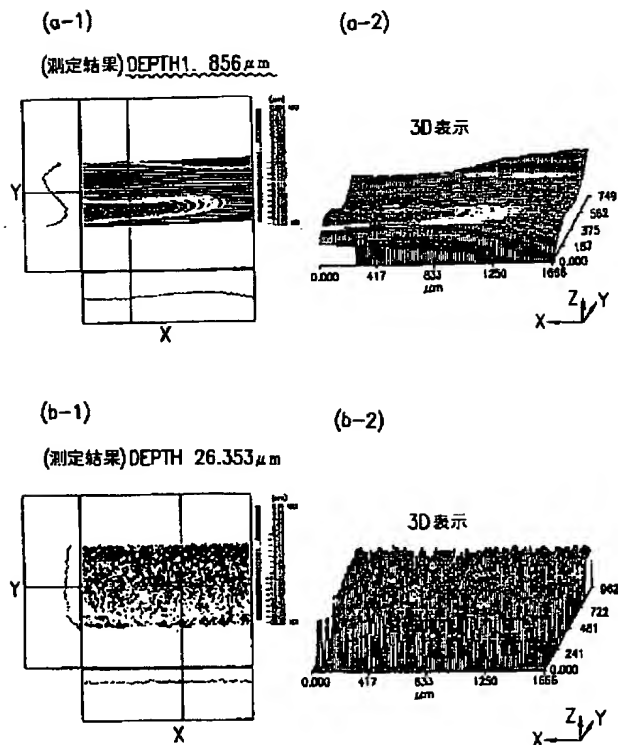 (a-1)
(a-2)
(測定結果) DEPTH1. 856μm
3D表示
Y
X
749
562
375
187
0.000
0.000 417 833 1250 1666
μm
Z Y
X
(b-1)
(b-2)
(測定結果) DEPTH 26.353μm
3D表示
Y
X
962
722
481
241
0.000
0.000 417 833 1250 1666
μm
Z Y
X